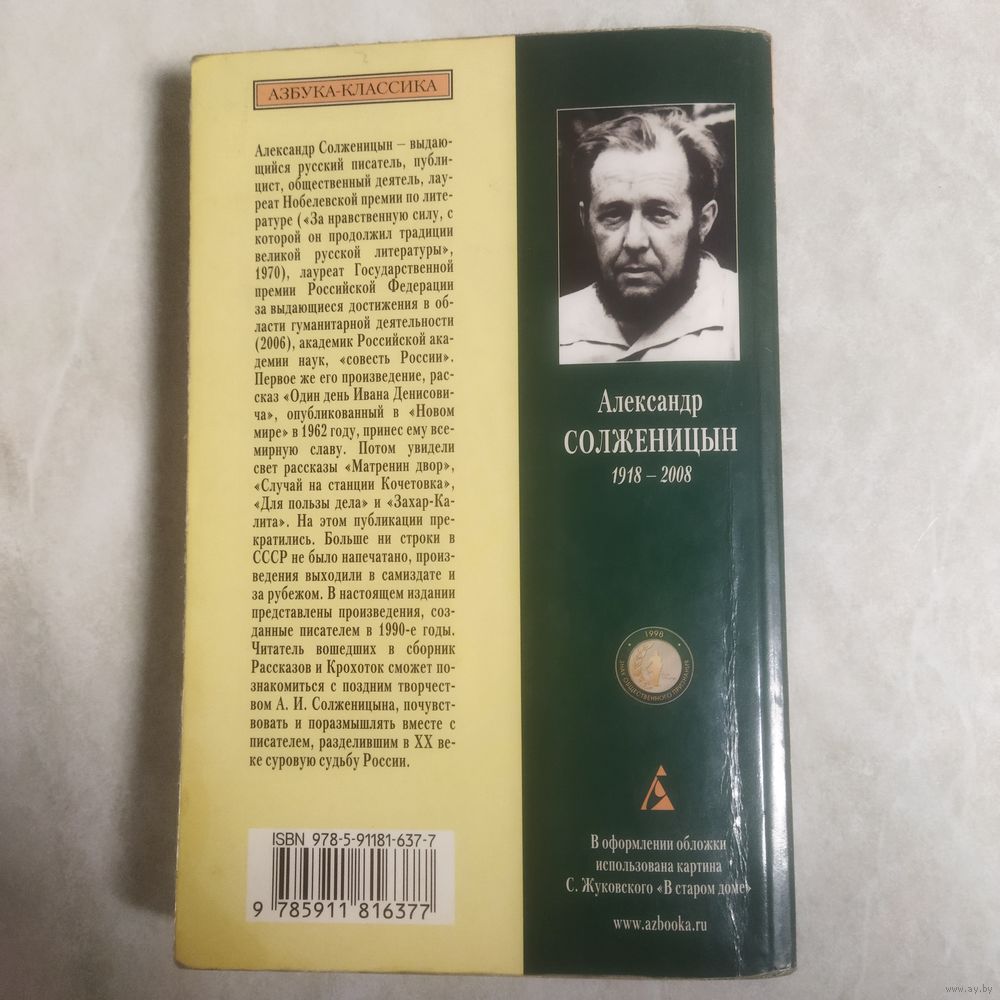 АЗБУКА-КЛАССИКА
Александр Солженицын – выдаю-
щийся русский писатель, публи-
цист, общественный деятель, лау-
реат Нобелевской премии по лите-
ратуре («За нравственную силу, с
которой он продолжил традиции
великой русской литературы»,
1970), лауреат Государственной
премии Российской Федерации
за выдающиеся достижения в об-
ласти гуманитарной деятельности
(2006), академик Российской ака-
демии наук, «совесть России».
Первое же его произведение, рас-
сказ «Один день Ивана Денисови-
ча», опубликованный в «Новом
мире» в 1962 году, принес ему все-
мирную славу. Потом увидели
свет рассказы «Матренин двор»,
«Случай на станции Кочетовка»,
«Для пользы дела» и «Захар-Ка-
лита». На этом публикации пре-
кратились. Больше ни строки в
СССР не было напечатано, произ-
ведения выходили в самиздате и
за рубежом. В настоящем издании
представлены произведения, соз-
данные писателем в 1990-е годы.
Читатель вошедших в сборник
Рассказов и Крохоток сможет по-
знакомиться с поздним творчест-
вом А. И. Солженицына, почувст-
вовать и поразмышлять вместе с
писателем, разделившим в XX ве-
ке суровую судьбу России.
ISBN 978-5-91181-637-7
9 785911 816377
Александр
СОЛЖЕНИЦЫН
1918 – 2008
1998
ЗНАК ОБЩЕСТВЕННОГО ПРИЗНАНИЯ
В оформлении обложки
использована картина
С. Жуковского «В старом доме»
www.azbooka.ru
www.ay.by